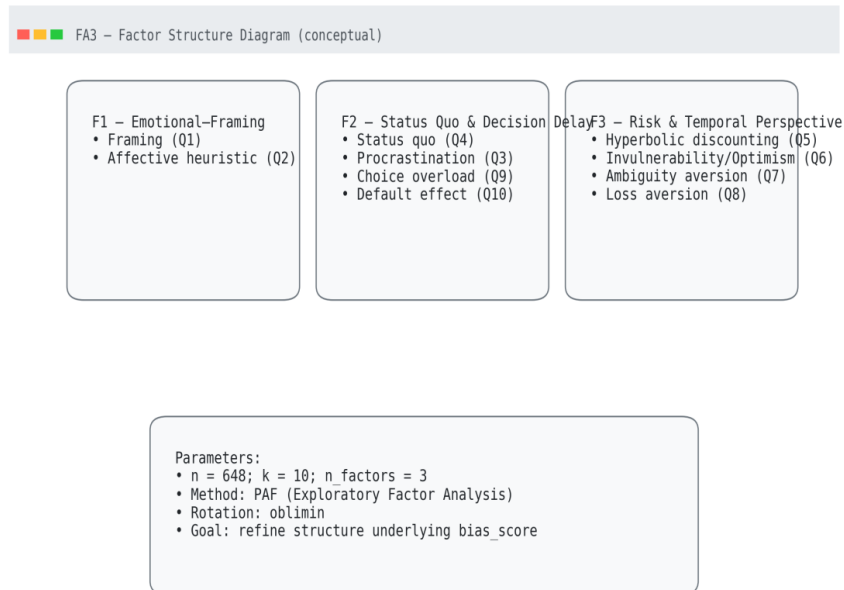 FA3 – Factor Structure Diagram (conceptual)
F1 – Emotional–Framing
• Framing (Q1)
• Affective heuristic (Q2)
F2 – Status Quo & Decision Delay
• Status quo (Q4)
• Procrastination (Q3)
• Choice overload (Q9)
• Default effect (Q10)
F3 – Risk & Temporal Perspective
• Hyperbolic discounting (Q5)
• Invulnerability/Optimism (Q6)
• Ambiguity aversion (Q7)
• Loss aversion (Q8)
Parameters:
• n = 648; k = 10; n_factors = 3
• Method: PAF (Exploratory Factor Analysis)
• Rotation: oblimin
• Goal: refine structure underlying bias_score